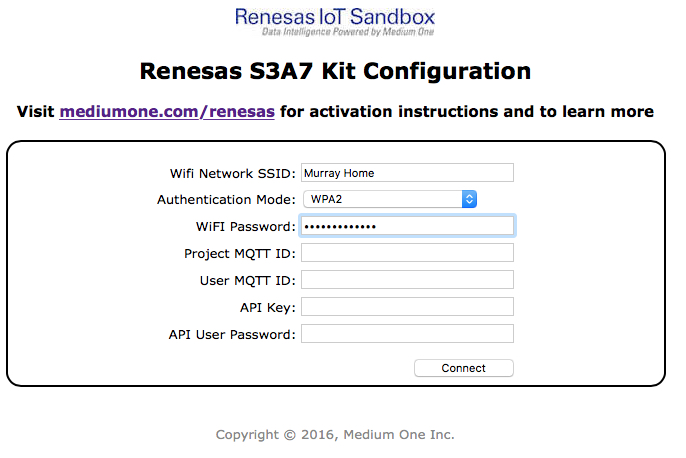 Renesas IoT Sandbox
Data Intelligence Powered by Medium One
Renesas S3A7 Kit Configuration
Visit mediumone.com/renesas for activation instructions and to learn more
Wifi Network SSID: Murray Home
Authentication Mode: WPA2
WiFI Password: •••••••••••••
Project MQTT ID:
User MQTT ID:
API Key:
API User Password:
Connect
Copyright © 2016, Medium One Inc.